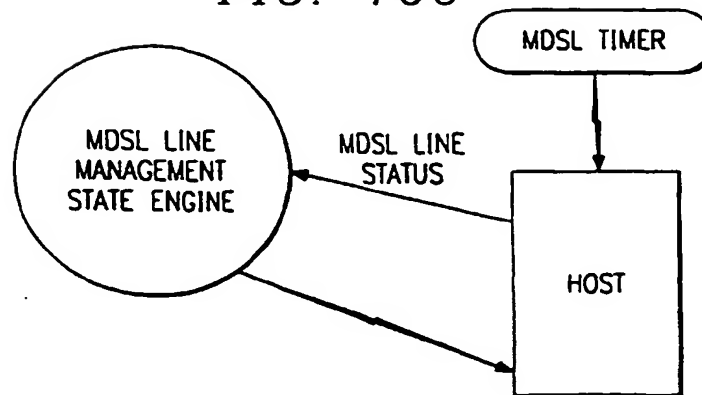 MDSL TIMER
MDSL LINE
MANAGEMENT
STATE ENGINE
MDSL LINE
STATUS
HOST